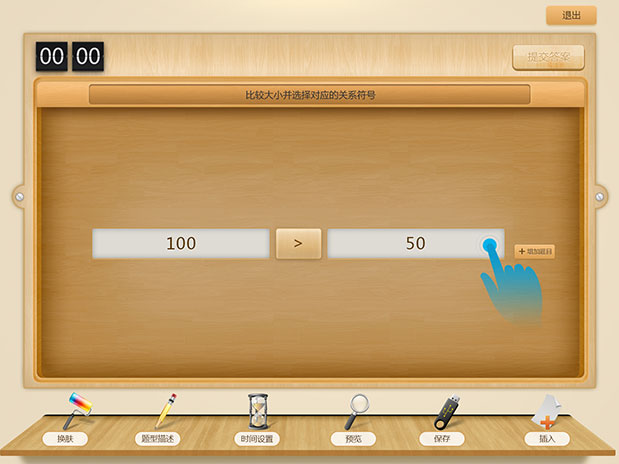 退出
00 00
提交答案
比较大小并选择对应的关系符号
100 > 50
+ 增加题目
换肤 题型描述 时间设置 预览 保存 插入